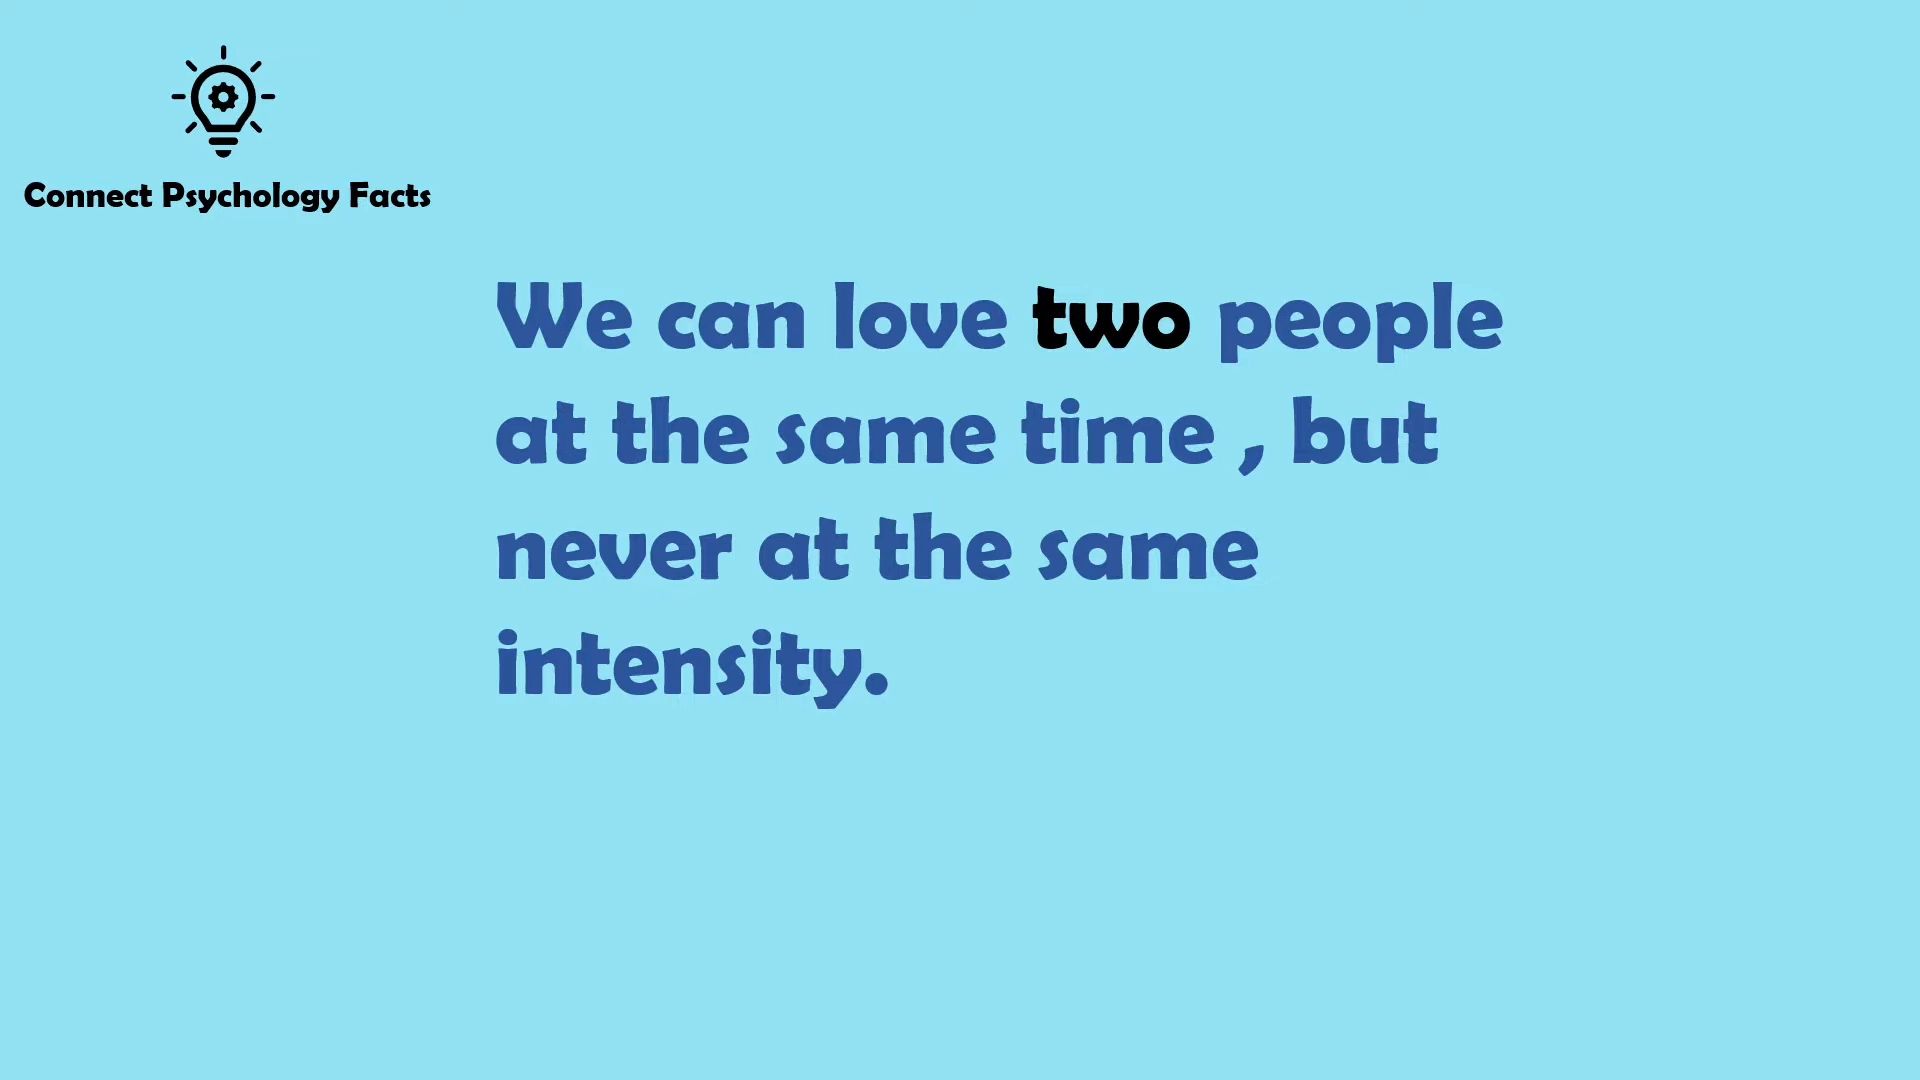 Connect Psychology Facts
We can love two people
at the same time , but
never at the same
intensity.